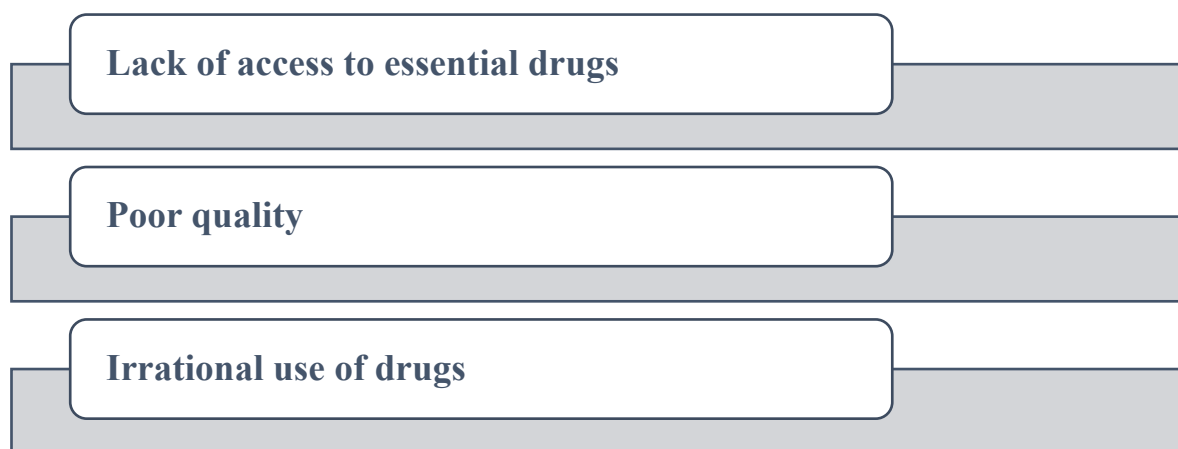 Lack of access to essential drugs
Poor quality
Irrational use of drugs